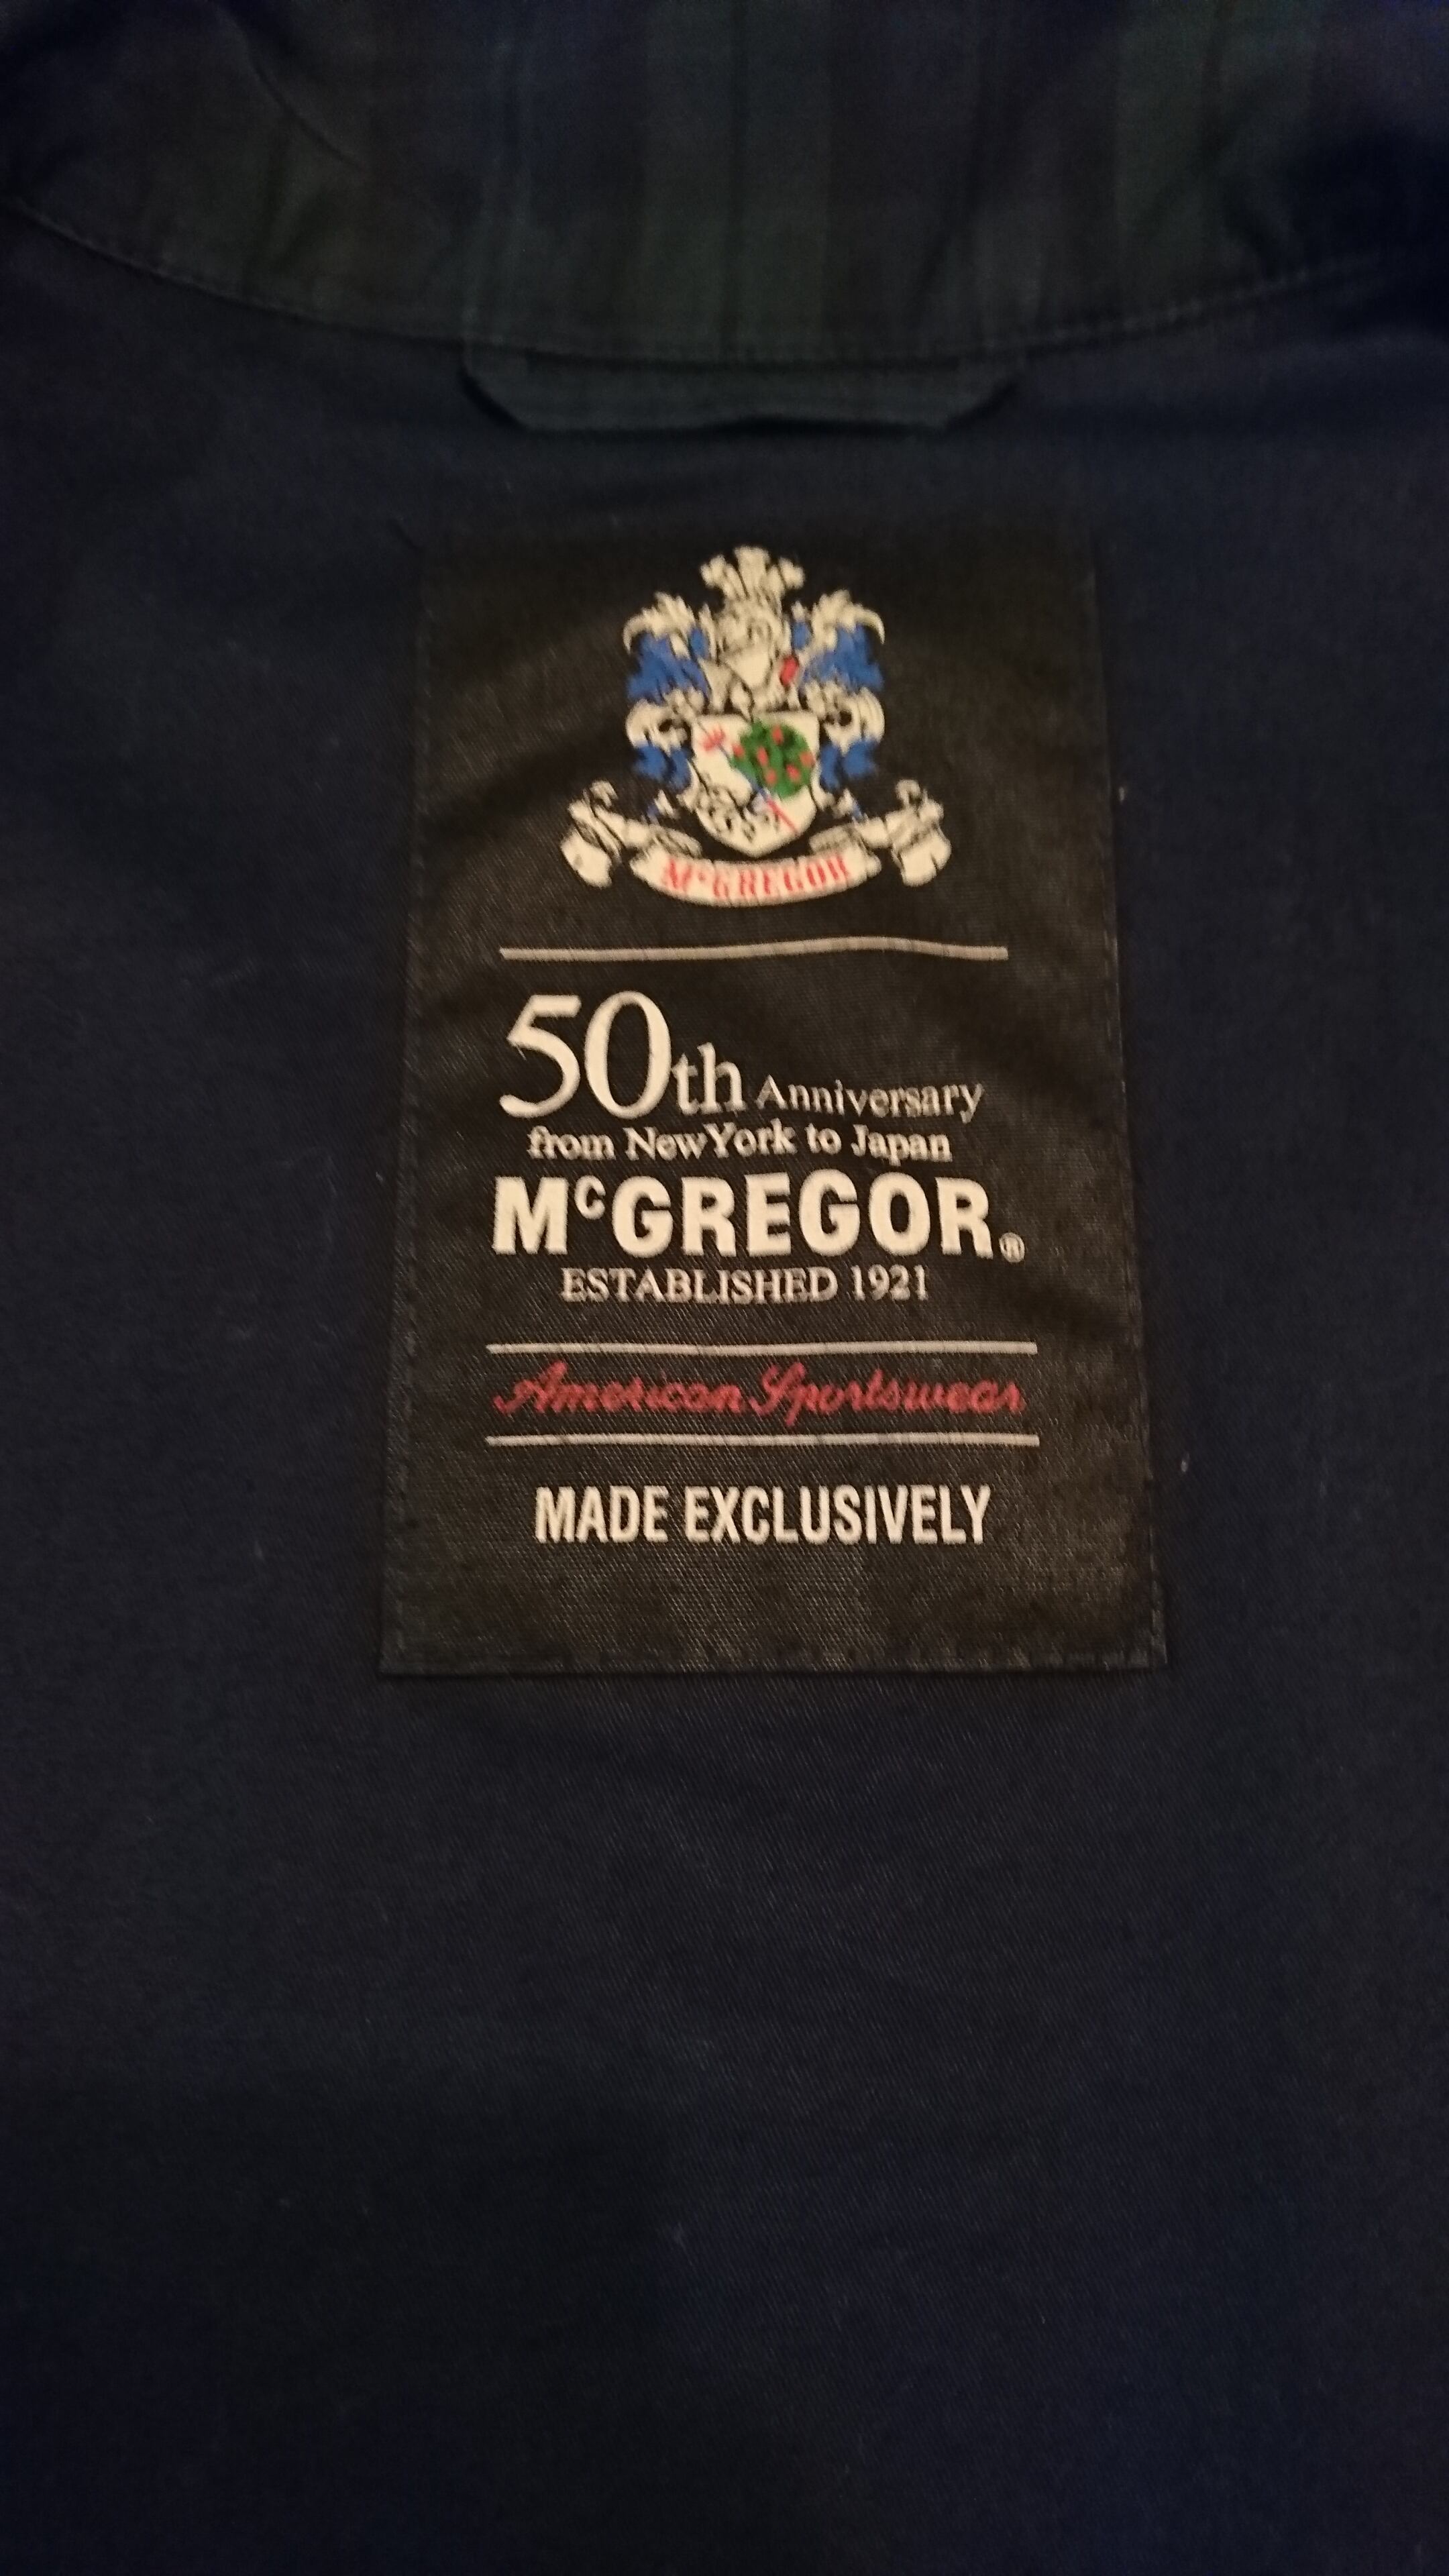 McGREGOR
50th Anniversary
from NewYork to Japan
McGREGOR®
ESTABLISHED 1921
American Sportswear
MADE EXCLUSIVELY